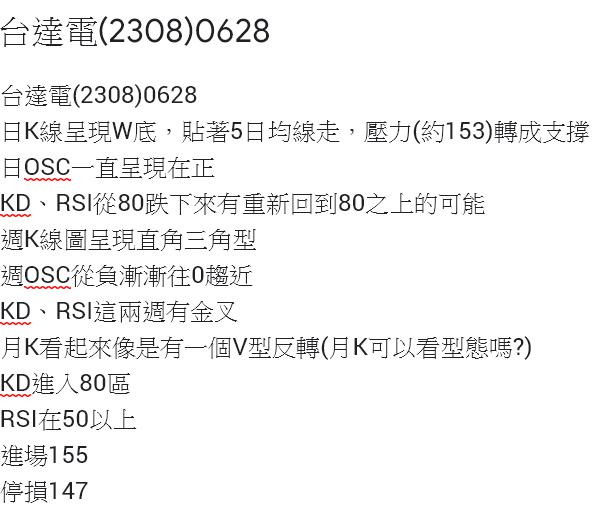 台達電(2308)0628
台達電(2308)0628
日K線呈現W底，貼著5日均線走，壓力(約153)轉成支撐
日OSC一直呈現在正
KD、RSI從80跌下來有重新回到80之上的可能
週K線圖呈現直角三角型
週OSC從負漸漸往0趨近
KD、RSI這兩週有金叉
月K看起來像是有一個V型反轉(月K可以看型態嗎?)
KD進入80區
RSI在50以上
進場155
停損147